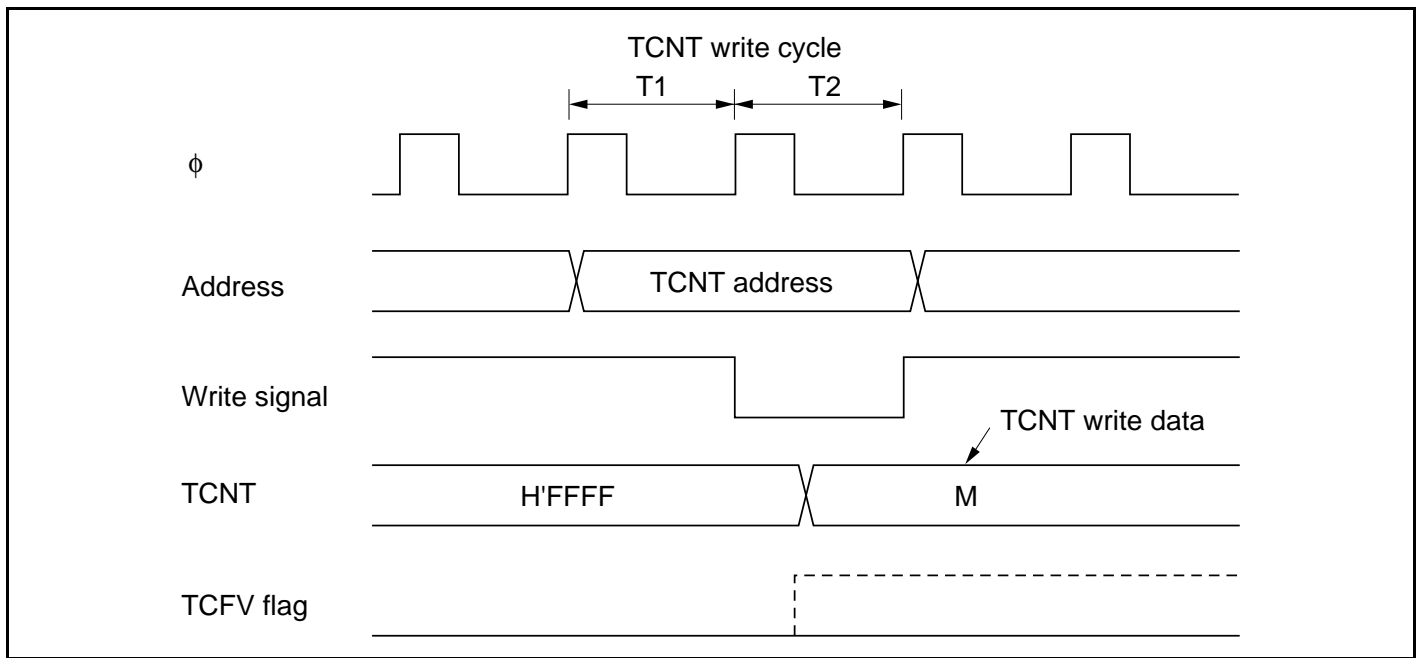 TCNT write cycle
T1 T2
ϕ
Address TCNT address
Write signal
TCNT write data
TCNT H'FFFF M
TCFV flag